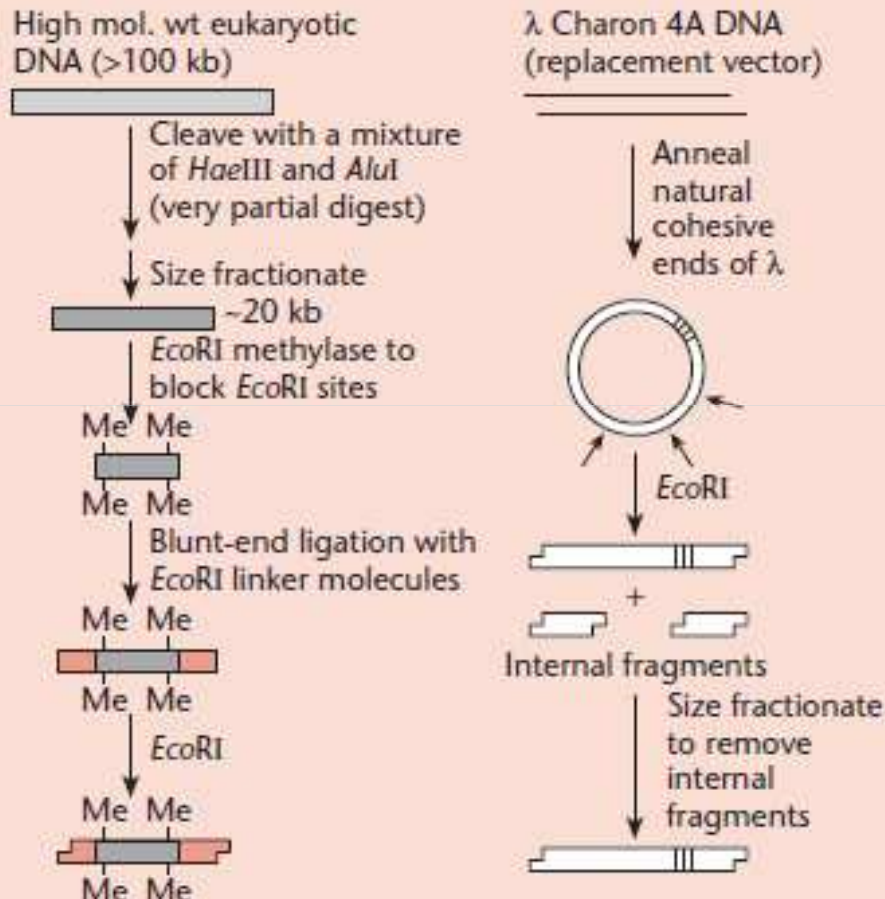 High mol. wt eukaryotic
DNA (>100 kb)
Cleave with a mixture
of HaeIII and AluI
(very partial digest)
Size fractionate
~20 kb
EcoRI methylase to
block EcoRI sites
Me Me
Me Me
Blunt-end ligation with
EcoRI linker molecules
Me Me
Me Me
EcoRI
Me Me
Me Me
λ Charon 4A DNA
(replacement vector)
Anneal
natural
cohesive
ends of λ
EcoRI
+
Internal fragments
Size fractionate
to remove
internal
fragments